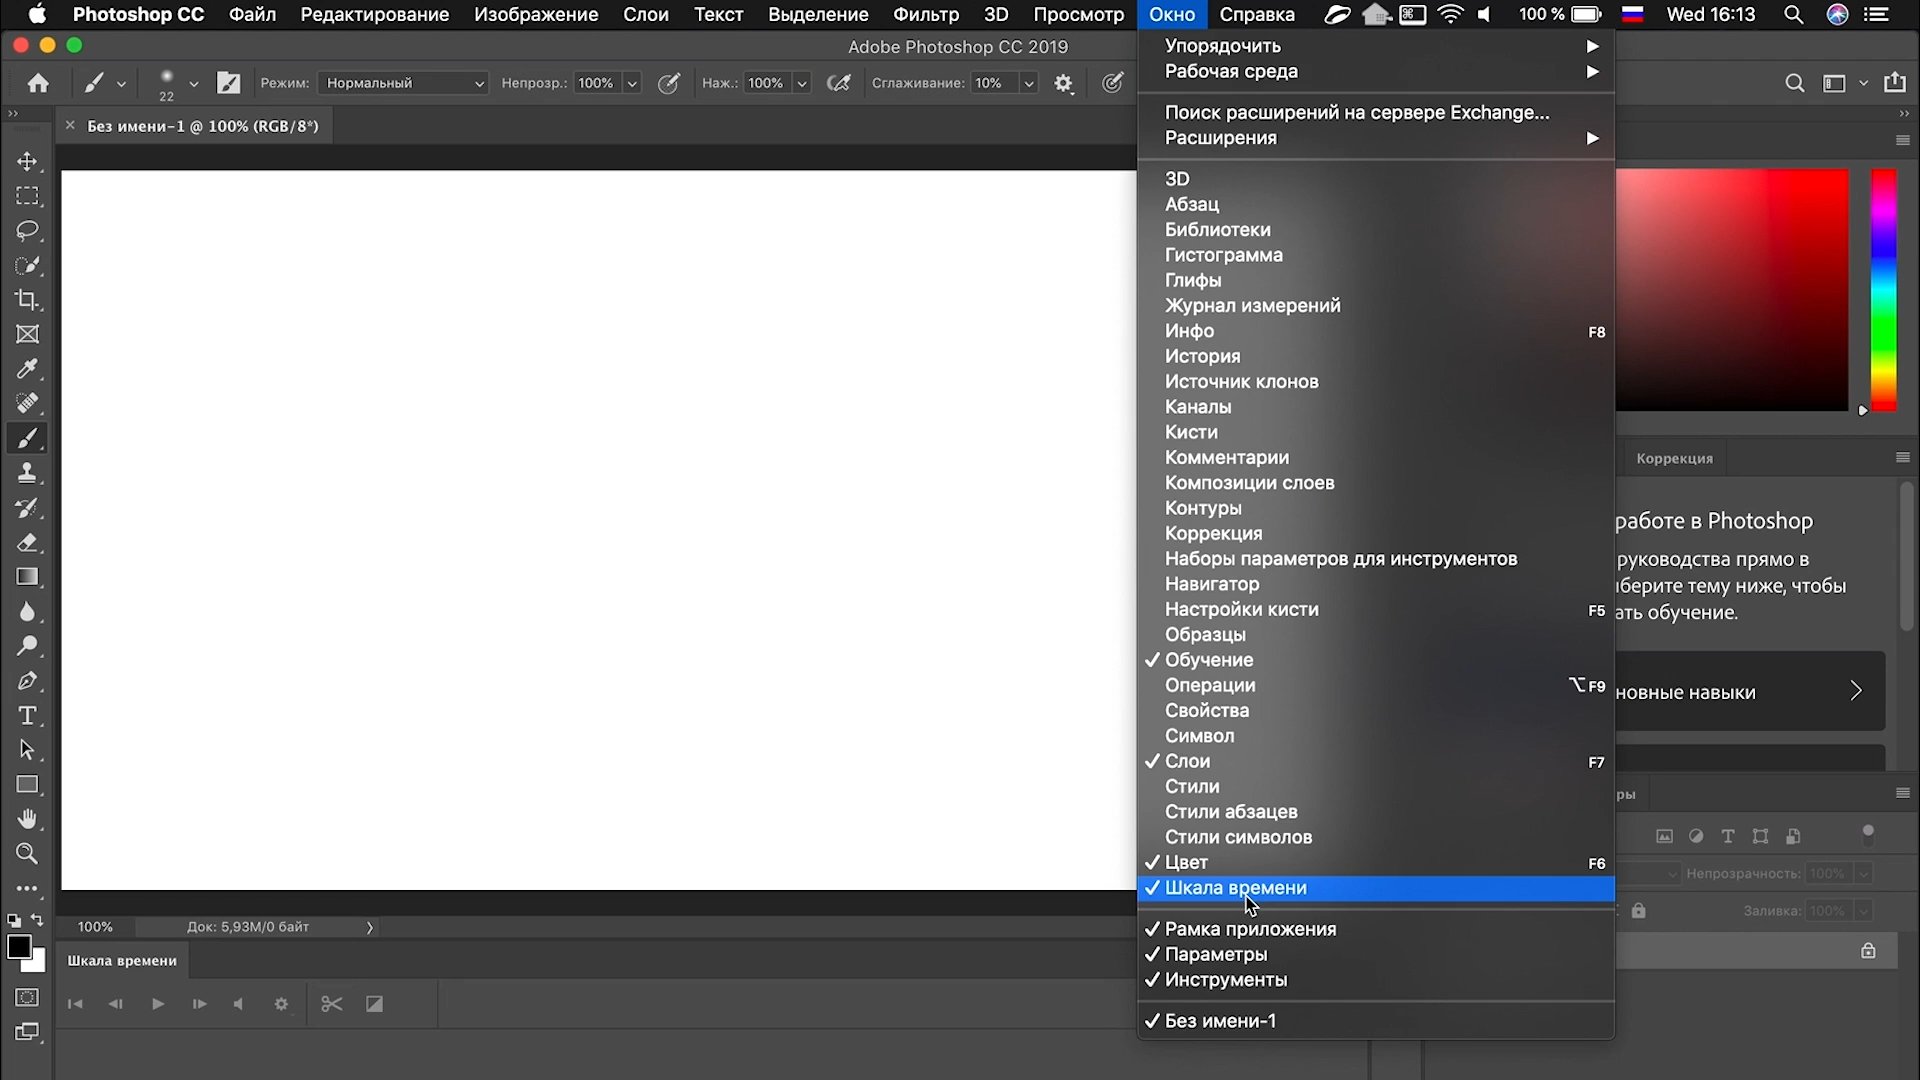 Photoshop CC Файл Редактирование Изображение Слои Текст Выделение Фильтр 3D Просмотр Окно Справка 100 % Wed 16:13
Adobe Photoshop CC 2019
22 Режим: Нормальный Непрозр.: 100% Наж.: 100% Сглаживание: 10%
Без имени-1 @ 100% (RGB/8*)
Упорядочить
Рабочая среда
Поиск расширений на сервере Exchange...
Расширения
3D
Абзац
Библиотеки
Гистограмма
Глифы
Журнал измерений
Инфо F8
История
Источник клонов
Каналы
Кисти
Комментарии
Композиции слоев
Контуры
Коррекция
Наборы параметров для инструментов
Навигатор
Настройки кисти F5
Образцы
Обучение
Операции ⌥F9
Свойства
Символ
Слои F7
Стили
Стили абзацев
Стили символов
Цвет F6
Шкала времени
Рамка приложения
Параметры
Инструменты
Без имени-1
Коррекция
работе в Photoshop
руководства прямо в
ыберите тему ниже, чтобы
ать обучение.
новные навыки
ры
Непрозрачность: 100%
Заливка: 100%
100% Док: 5,93M/0 байт
Шкала времени